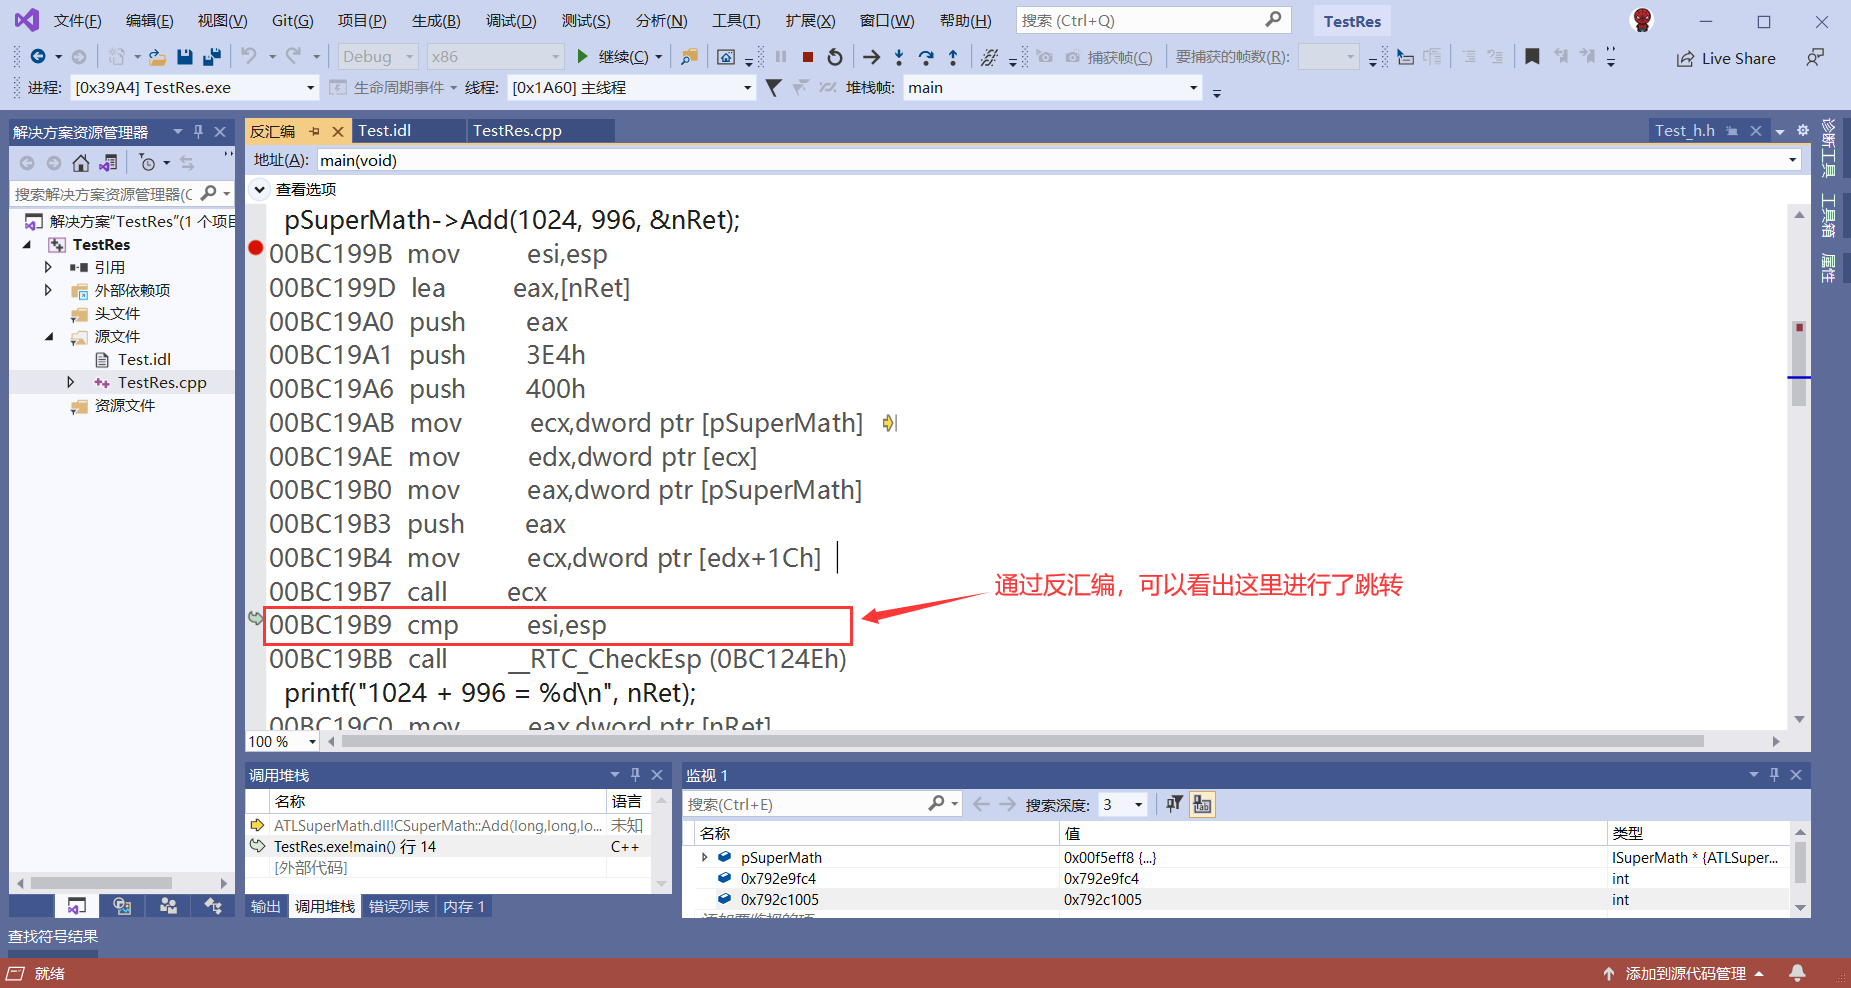 文件(F) 编辑(E) 视图(V) Git(G) 项目(P) 生成(B) 调试(D) 测试(S) 分析(N) 工具(T) 扩展(X) 窗口(W) 帮助(H) 搜索 (Ctrl+Q) TestRes
Debug x86 继续(C) 捕获帧(C) 要捕获的帧数(R): Live Share
进程: [0x39A4] TestRes.exe 生命周期事件 线程: [0x1A60] 主线程 堆栈帧: main
解决方案资源管理器
搜索解决方案资源管理器(C
解决方案"TestRes"(1 个项目
TestRes
引用
外部依赖项
头文件
源文件
Test.idl
TestRes.cpp
资源文件
反汇编 Test.idl TestRes.cpp Test_h.h
地址(A): main(void)
查看选项
pSuperMath->Add(1024, 996, &nRet);
00BC199B mov esi,esp
00BC199D lea eax,[nRet]
00BC19A0 push eax
00BC19A1 push 3E4h
00BC19A6 push 400h
00BC19AB mov ecx,dword ptr [pSuperMath]
00BC19AE mov edx,dword ptr [ecx]
00BC19B0 mov eax,dword ptr [pSuperMath]
00BC19B3 push eax
00BC19B4 mov ecx,dword ptr [edx+1Ch]
00BC19B7 call ecx
通过反汇编，可以看出这里进行了跳转
00BC19B9 cmp esi,esp
00BC19BB call __RTC_CheckEsp (0BC124Eh)
printf("1024 + 996 = %d\n", nRet);
00BC19C0 mov eax,dword ptr [nRet]
100 %
诊断工具
工具箱
属性
调用堆栈
名称 语言
ATLSuperMath.dll!CSuperMath::Add(long,long,lo... 未知
TestRes.exe!main() 行 14 C++
[外部代码]
输出 调用堆栈 错误列表 内存 1
监视 1
搜索(Ctrl+E) 搜索深度: 3
名称 值 类型
pSuperMath 0x00f5eff8 {...} ISuperMath * {ATLSuper...
0x792e9fc4 0x792e9fc4 int
0x792c1005 0x792c1005 int
添加要监视的项
查找符号结果
就绪 添加到源代码管理